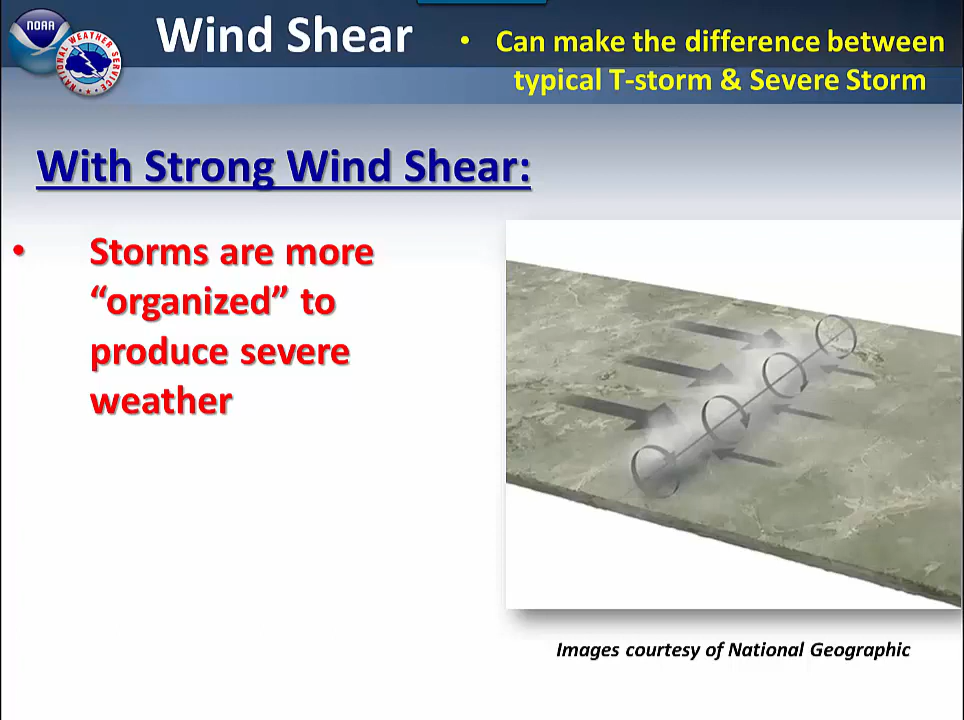 NOAA
NATIONAL WEATHER SERVICE
Wind Shear
• Can make the difference between
typical T-storm & Severe Storm
With Strong Wind Shear:
• Storms are more
“organized” to
produce severe
weather
Images courtesy of National Geographic